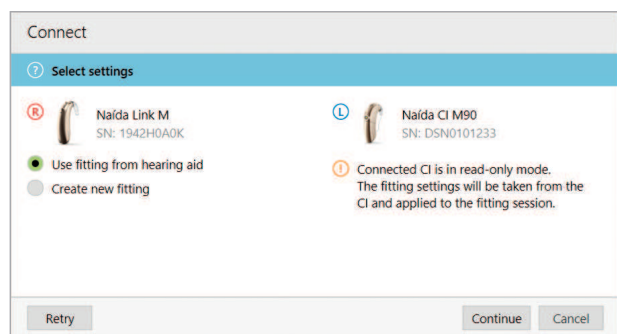 Connect
? Select settings
R Naída Link M
SN: 1942H0A0K
Use fitting from hearing aid
Create new fitting
L Naída CI M90
SN: DSN0101233
! Connected CI is in read-only mode.
The fitting settings will be taken from the
CI and applied to the fitting session.
Retry
Continue
Cancel